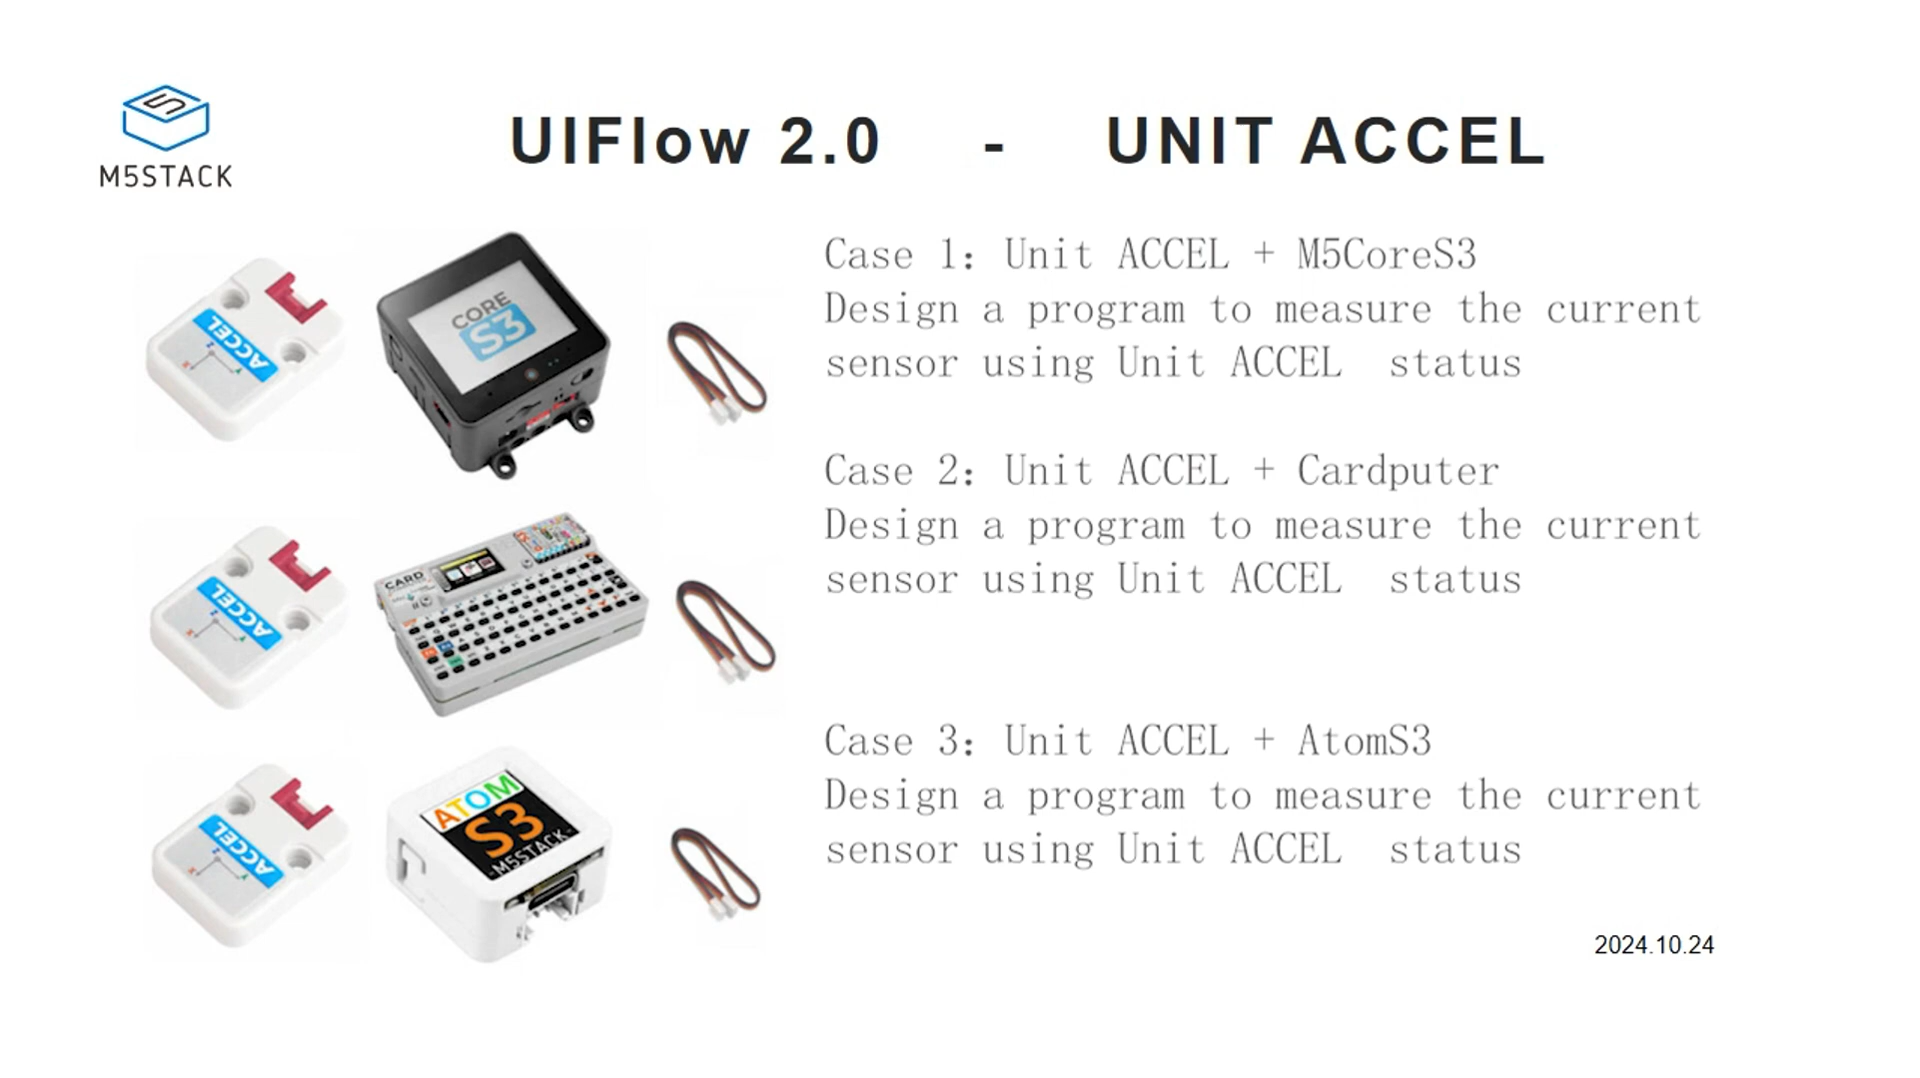 M5STACK
UIFlow 2.0 - UNIT ACCEL
ACCEL
CORE
S3
Case 1: Unit ACCEL + M5CoreS3
Design a program to measure the current
sensor using Unit ACCEL status
ACCEL
CARD
Case 2: Unit ACCEL + Cardputer
Design a program to measure the current
sensor using Unit ACCEL status
ACCEL
ATOM
S3
M5STACK
Case 3: Unit ACCEL + AtomS3
Design a program to measure the current
sensor using Unit ACCEL status
2024.10.24